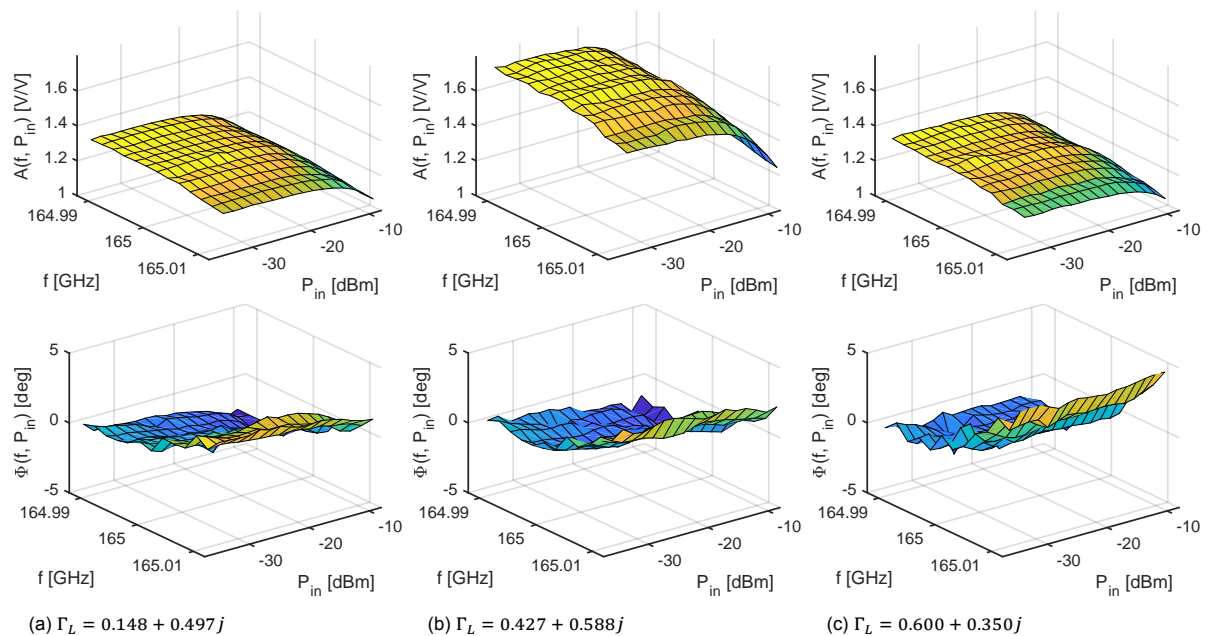 A(f, P_in) [V/V]
1.6
1.4
1.2
1
164.99
165
165.01
f [GHz]
-30
-20
-10
P_in [dBm]
A(f, P_in) [V/V]
1.6
1.4
1.2
1
164.99
165
165.01
f [GHz]
-30
-20
-10
P_in [dBm]
A(f, P_in) [V/V]
1.6
1.4
1.2
1
164.99
165
165.01
f [GHz]
-30
-20
-10
P_in [dBm]
Φ (f, P_in) [deg]
5
0
-5
164.99
165
165.01
f [GHz]
-30
-20
-10
P_in [dBm]
Φ (f, P_in) [deg]
5
0
-5
164.99
165
165.01
f [GHz]
-30
-20
-10
P_in [dBm]
Φ (f, P_in) [deg]
5
0
-5
164.99
165
165.01
f [GHz]
-30
-20
-10
P_in [dBm]
(a) Γ_L = 0.148 + 0.497j
(b) Γ_L = 0.427 + 0.588j
(c) Γ_L = 0.600 + 0.350j